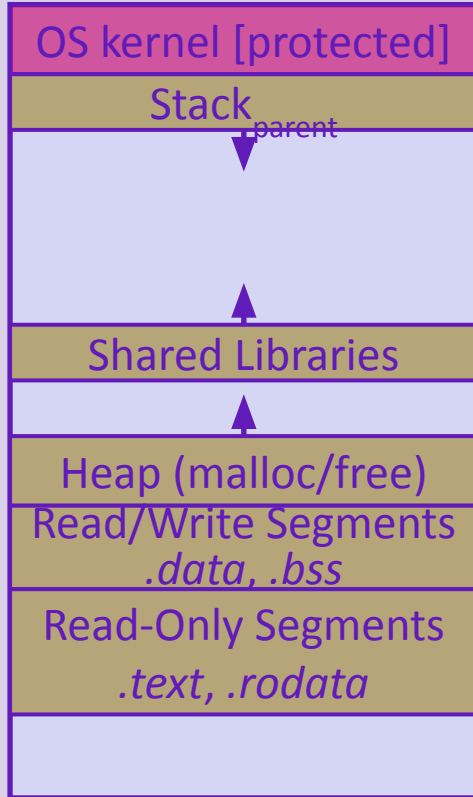 OS kernel [protected]
Stack parent
Shared Libraries
Heap (malloc/free)
Read/Write Segments
.data, .bss
Read-Only Segments
.text, .rodata